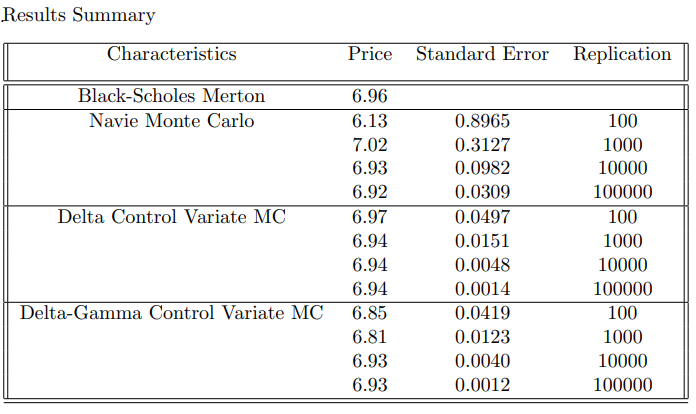 Results Summary
Characteristics Price Standard Error Replication
Black-Scholes Merton 6.96
Navie Monte Carlo 6.13 0.8965 100
7.02 0.3127 1000
6.93 0.0982 10000
6.92 0.0309 100000
Delta Control Variate MC 6.97 0.0497 100
6.94 0.0151 1000
6.94 0.0048 10000
6.94 0.0014 100000
Delta-Gamma Control Variate MC 6.85 0.0419 100
6.81 0.0123 1000
6.93 0.0040 10000
6.93 0.0012 100000